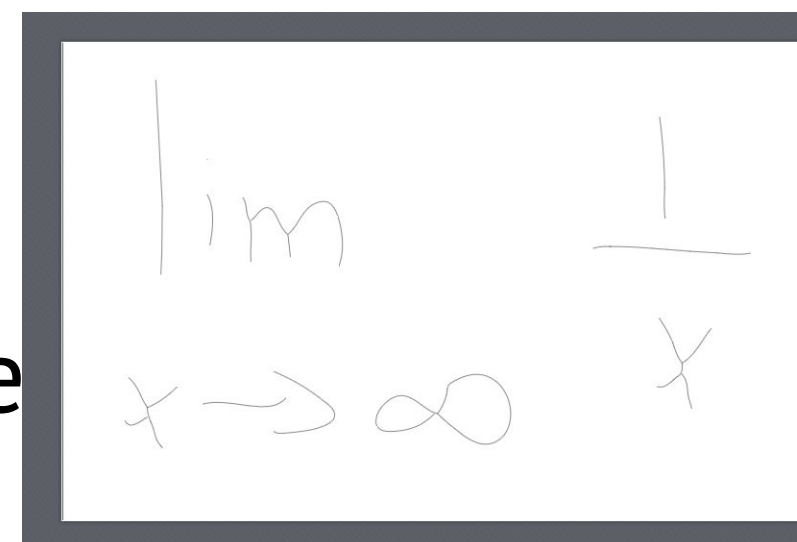 e
lim 1/x
x → ∞